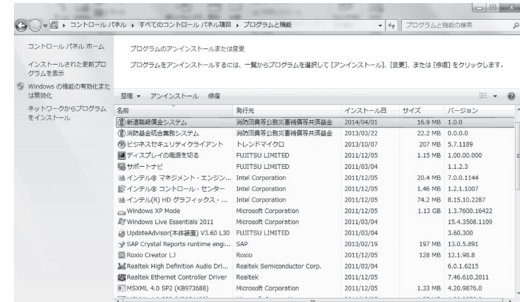 コントロール パネル ▸ すべてのコントロール パネル項目 ▸ プログラムと機能
プログラムと機能の検索
コントロール パネル ホーム
インストールされた更新プログラムを表示
Windows の機能の有効化または無効化
ネットワークからプログラムをインストール
プログラムのアンインストールまたは変更
プログラムをアンインストールするには、一覧からプログラムを選択して [アンインストール]、[変更]、または [修復] をクリックします。
整理 ▾ アンインストール 修復
名前 発行元 インストール日 サイズ バージョン
新退職報償金システム 消防団員等公務災害補償等共済基金 2014/04/01 16.9 MB 1.0.0
消防基金統合業務システム 消防団員等公務災害補償等共済基金 2013/03/22 22.2 MB 0.0.0.0
ビジネスセキュリティクライアント トレンドマイクロ 2013/10/07 207 MB 5.7.1189
ディスプレイの電源を切る FUJITSU LIMITED 2011/12/05 1.15 MB 1.00.00.000
サポートナビ FUJITSU LIMITED 2011/03/04 2.0.1.1
インテル® マネジメント・エンジン... Intel Corporation 2011/12/05 20.4 MB 7.0.0.1144
インテル® コントロール・センター Intel Corporation 2011/12/05 1.46 MB 1.2.1.1007
インテル(R) HD グラフィックス・... Intel Corporation 2011/12/05 74.2 MB 8.15.10.2287
Windows XP Mode Microsoft Corporation 2011/12/05 1.13 GB 1.3.7600.16422
Windows Live Essentials 2011 Microsoft Corporation 2011/03/04 15.4.3508.1109
UpdateAdvisor(本体装置) V3.60 L30 FUJITSU LIMITED 2011/03/04 3.60.300
SAP Crystal Reports runtime engi... SAP 2013/02/19 197 MB 13.0.5.891
Roxio Creator LJ Roxio 2011/12/05 128 MB 12.1.98.8
Realtek High Definition Audio Dri... Realtek Semiconductor Corp. 2011/03/04 6.0.1.6215
Realtek Ethernet Controller Driver Realtek 2011/12/05 7.46.610.2011
MSXML 4.0 SP2 (KB973688) Microsoft Corporation 2011/12/05 1.33 MB 4.20.9876.0